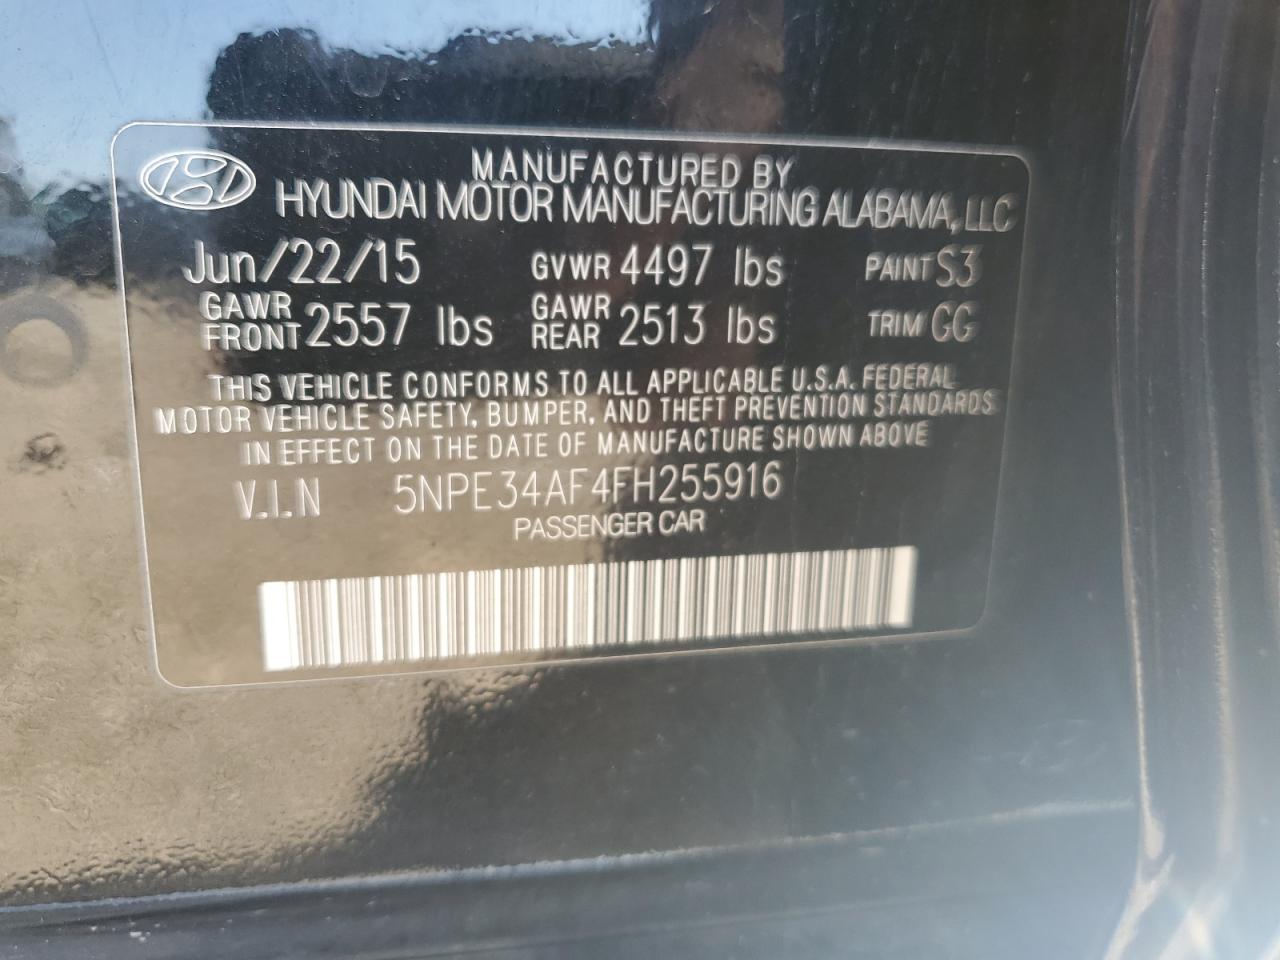 MANUFACTURED BY
HYUNDAI MOTOR MANUFACTURING ALABAMA, LLC
Jun/22/15 GVWR 4497 lbs PAINT S3
GAWR FRONT 2557 lbs GAWR REAR 2513 lbs TRIM GG
THIS VEHICLE CONFORMS TO ALL APPLICABLE U.S.A. FEDERAL
MOTOR VEHICLE SAFETY, BUMPER, AND THEFT PREVENTION STANDARDS
IN EFFECT ON THE DATE OF MANUFACTURE SHOWN ABOVE
V.I.N 5NPE34AF4FH255916
PASSENGER CAR